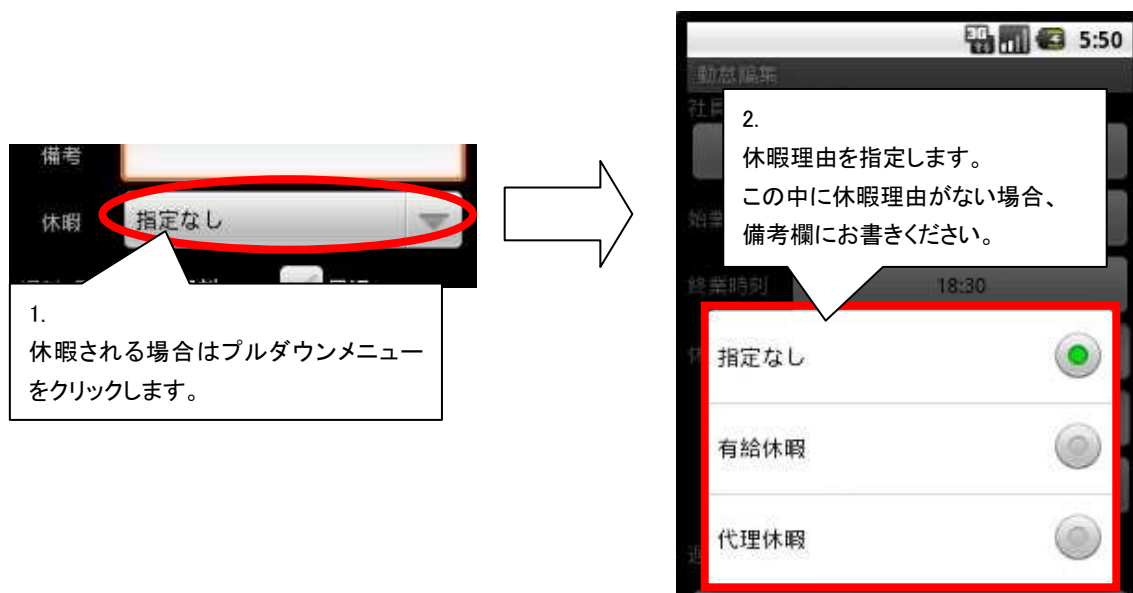 備考
休暇
指定なし
1.
休暇される場合はプルダウンメニュー
をクリックします。
5:50
勤怠編集
2.
休暇理由を指定します。
この中に休暇理由がない場合、
備考欄にお書きください。
終業時刻
18:30
指定なし
有給休暇
代理休暇